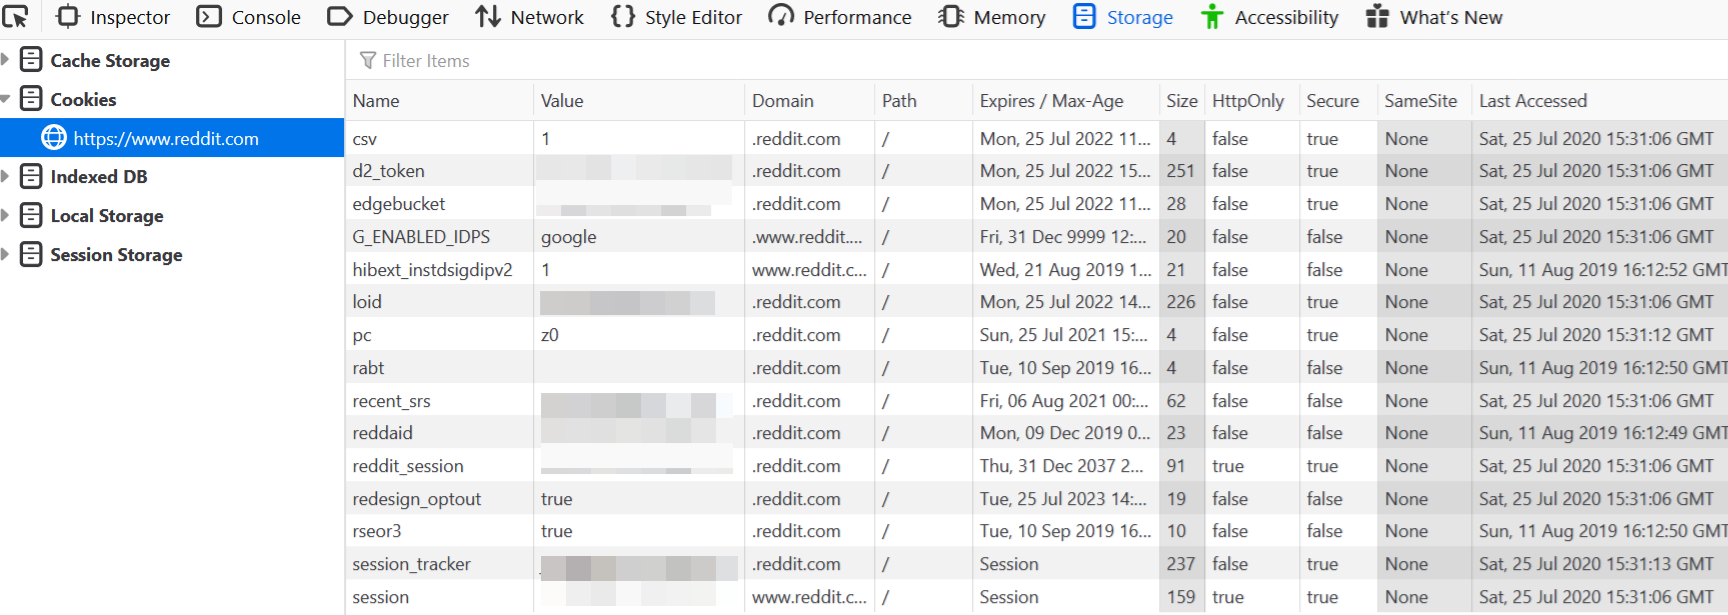 Inspector Console Debugger Network Style Editor Performance Memory Storage Accessibility What's New
Cache Storage
Cookies
https://www.reddit.com
Indexed DB
Local Storage
Session Storage
Filter Items
Name Value Domain Path Expires / Max-Age Size HttpOnly Secure SameSite Last Accessed
csv 1 .reddit.com / Mon, 25 Jul 2022 11... 4 false true None Sat, 25 Jul 2020 15:31:06 GMT
d2_token .reddit.com / Mon, 25 Jul 2022 15... 251 false true None Sat, 25 Jul 2020 15:31:06 GMT
edgebucket .reddit.com / Mon, 25 Jul 2022 11... 28 false true None Sat, 25 Jul 2020 15:31:06 GMT
G_ENABLED_IDPS google .www.reddit.... / Fri, 31 Dec 9999 12:... 20 false false None Sat, 25 Jul 2020 15:31:06 GMT
hibext_instdsigdipv2 1 www.reddit.c... / Wed, 21 Aug 2019 1... 21 false false None Sun, 11 Aug 2019 16:12:52 GMT
loid .reddit.com / Mon, 25 Jul 2022 14... 226 false true None Sat, 25 Jul 2020 15:31:06 GMT
pc z0 .reddit.com / Sun, 25 Jul 2021 15:... 4 false true None Sat, 25 Jul 2020 15:31:12 GMT
rabt .reddit.com / Tue, 10 Sep 2019 16... 4 false false None Sun, 11 Aug 2019 16:12:50 GMT
recent_srs .reddit.com / Fri, 06 Aug 2021 00:... 62 false false None Sat, 25 Jul 2020 15:31:06 GMT
reddaid .reddit.com / Mon, 09 Dec 2019 0... 23 false false None Sun, 11 Aug 2019 16:12:49 GMT
reddit_session .reddit.com / Thu, 31 Dec 2037 2... 91 true true None Sat, 25 Jul 2020 15:31:06 GMT
redesign_optout true .reddit.com / Tue, 25 Jul 2023 14:... 19 false false None Sat, 25 Jul 2020 15:31:06 GMT
rseor3 true .reddit.com / Tue, 10 Sep 2019 16... 10 false false None Sun, 11 Aug 2019 16:12:50 GMT
session_tracker .reddit.com / Session 237 false true None Sat, 25 Jul 2020 15:31:13 GMT
session www.reddit.c... / Session 159 true true None Sat, 25 Jul 2020 15:31:06 GMT